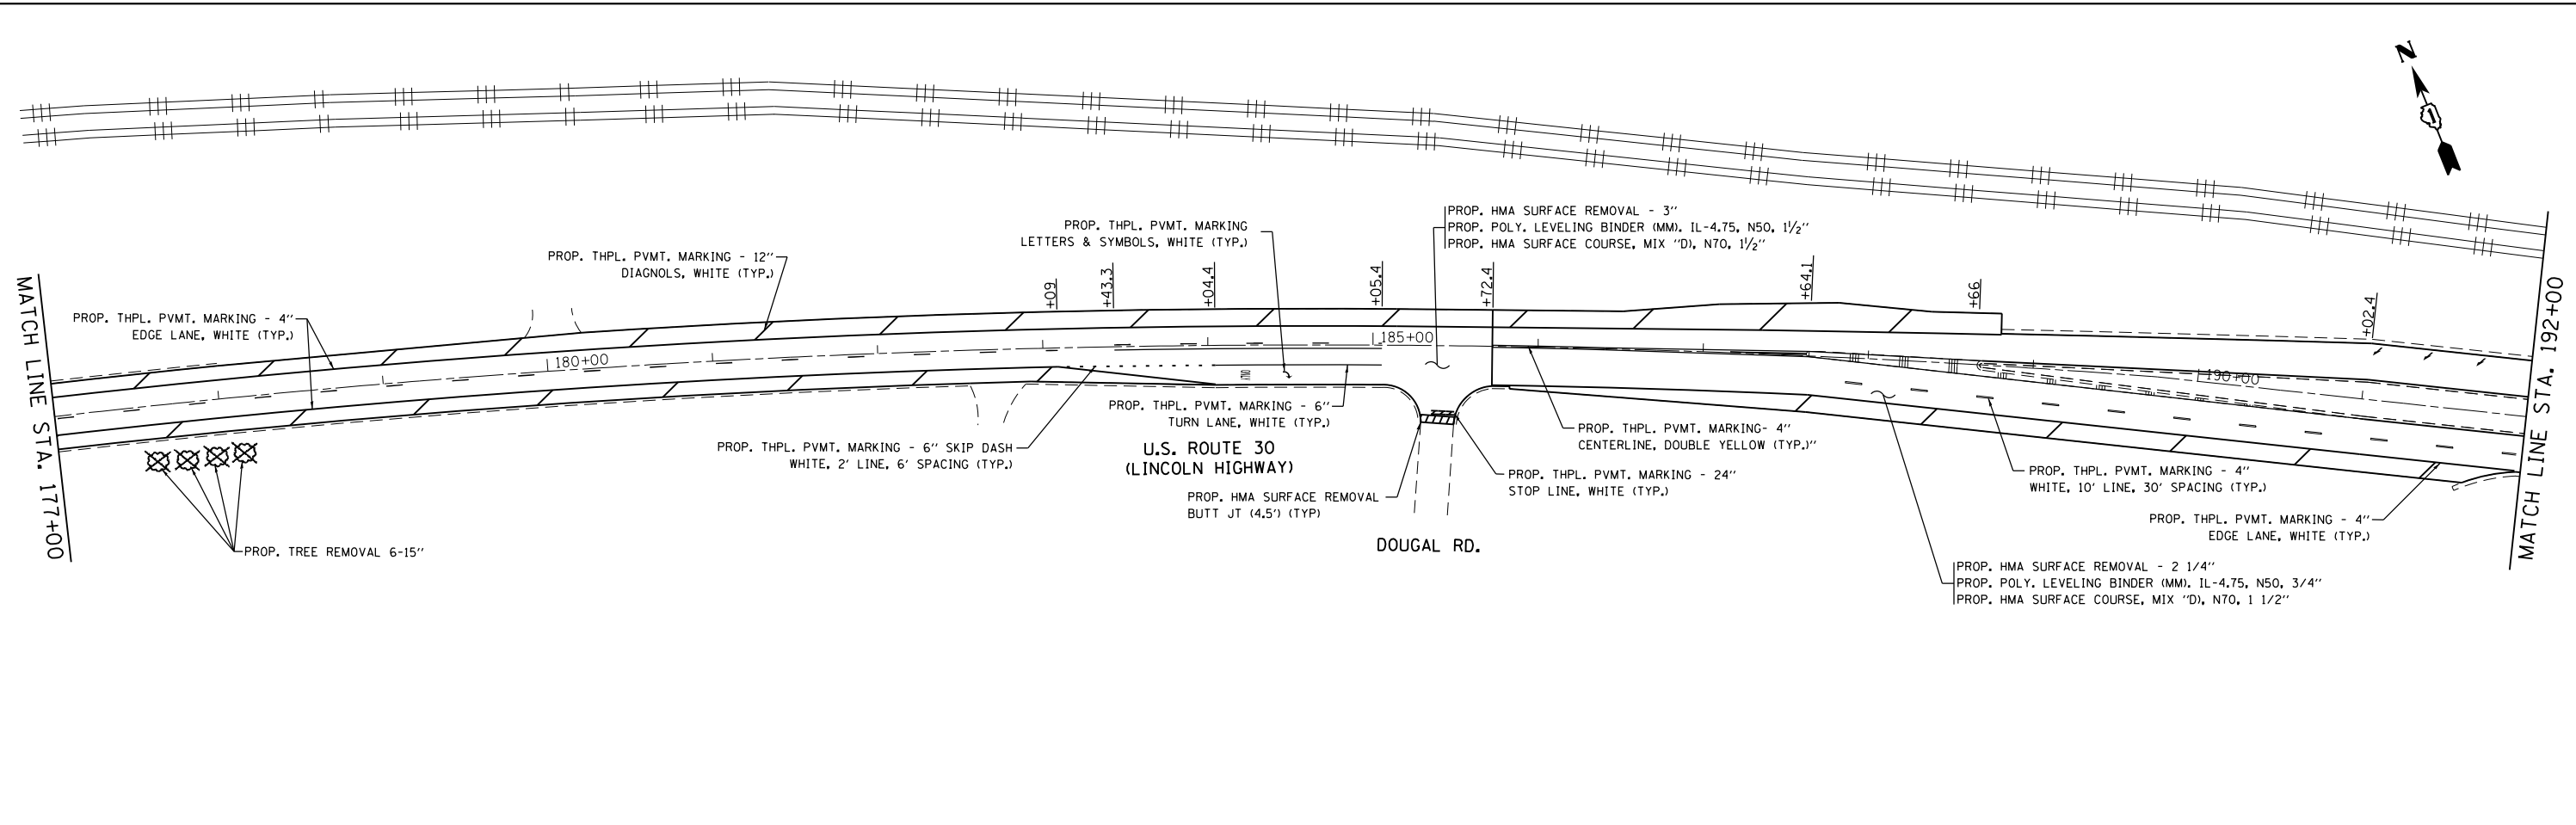 N
PROP. HMA SURFACE REMOVAL - 3"
PROP. POLY. LEVELING BINDER (MM). IL-4.75, N50, 1½"
PROP. HMA SURFACE COURSE, MIX "D), N70, 1½"
PROP. THPL. PVMT. MARKING
LETTERS & SYMBOLS, WHITE (TYP.)
PROP. THPL. PVMT. MARKING - 12"
DIAGNOLS, WHITE (TYP.)
+09
+43.3
+04.4
+05.4
+72.4
+64.1
+66
+02.4
MATCH LINE STA. 177+00
MATCH LINE STA. 192+00
PROP. THPL. PVMT. MARKING - 4"
EDGE LANE, WHITE (TYP.)
180+00
185+00
190+00
PROP. THPL. PVMT. MARKING - 6"
TURN LANE, WHITE (TYP.)
PROP. THPL. PVMT. MARKING - 6" SKIP DASH
WHITE, 2' LINE, 6' SPACING (TYP.)
U.S. ROUTE 30
(LINCOLN HIGHWAY)
PROP. THPL. PVMT. MARKING- 4"
CENTERLINE, DOUBLE YELLOW (TYP.)"
PROP. THPL. PVMT. MARKING - 24"
STOP LINE, WHITE (TYP.)
PROP. THPL. PVMT. MARKING - 4"
WHITE, 10' LINE, 30' SPACING (TYP.)
PROP. HMA SURFACE REMOVAL
BUTT JT (4.5') (TYP)
PROP. THPL. PVMT. MARKING - 4"
EDGE LANE, WHITE (TYP.)
PROP. TREE REMOVAL 6-15"
DOUGAL RD.
PROP. HMA SURFACE REMOVAL - 2 1/4"
PROP. POLY. LEVELING BINDER (MM). IL-4.75, N50, 3/4"
PROP. HMA SURFACE COURSE, MIX "D), N70, 1 1/2"